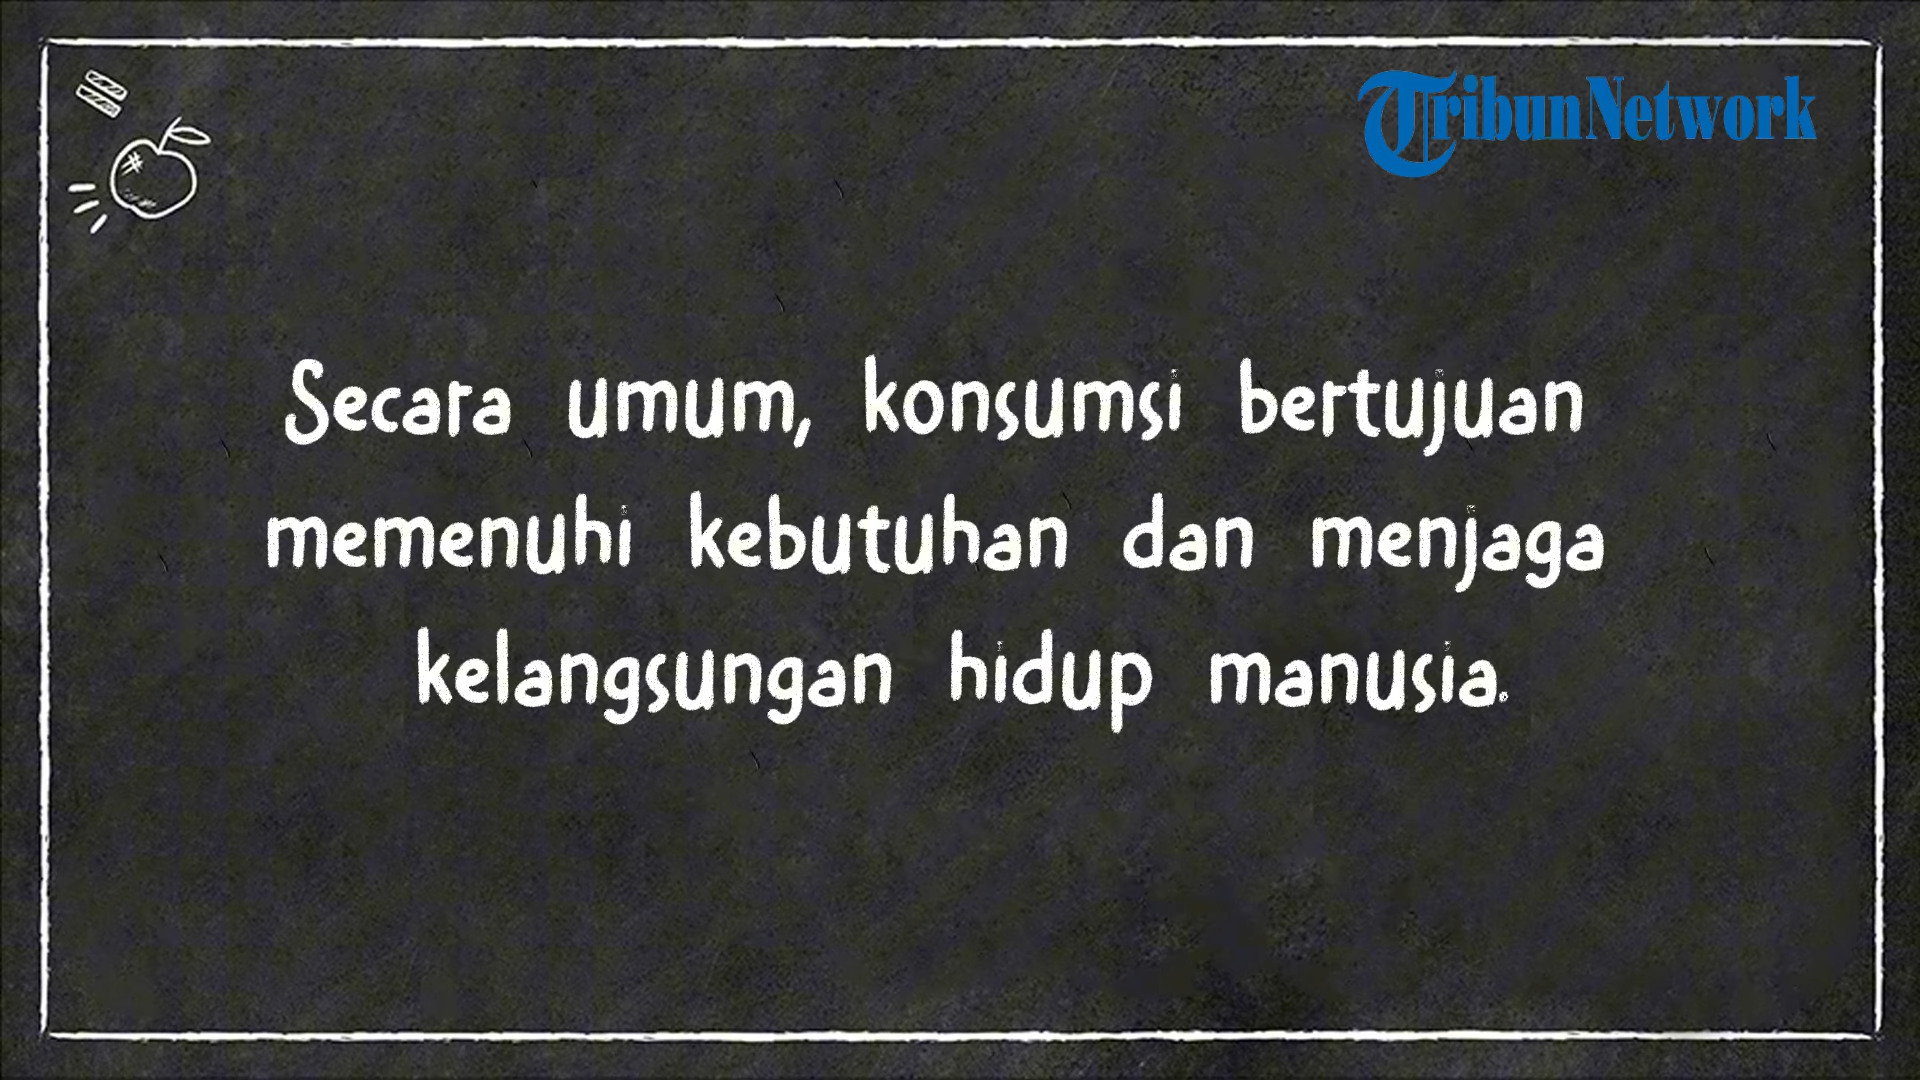 TribunNetwork
Secara umum, konsumsi bertujuan
memenuhi kebutuhan dan menjaga
kelangsungan hidup manusia.